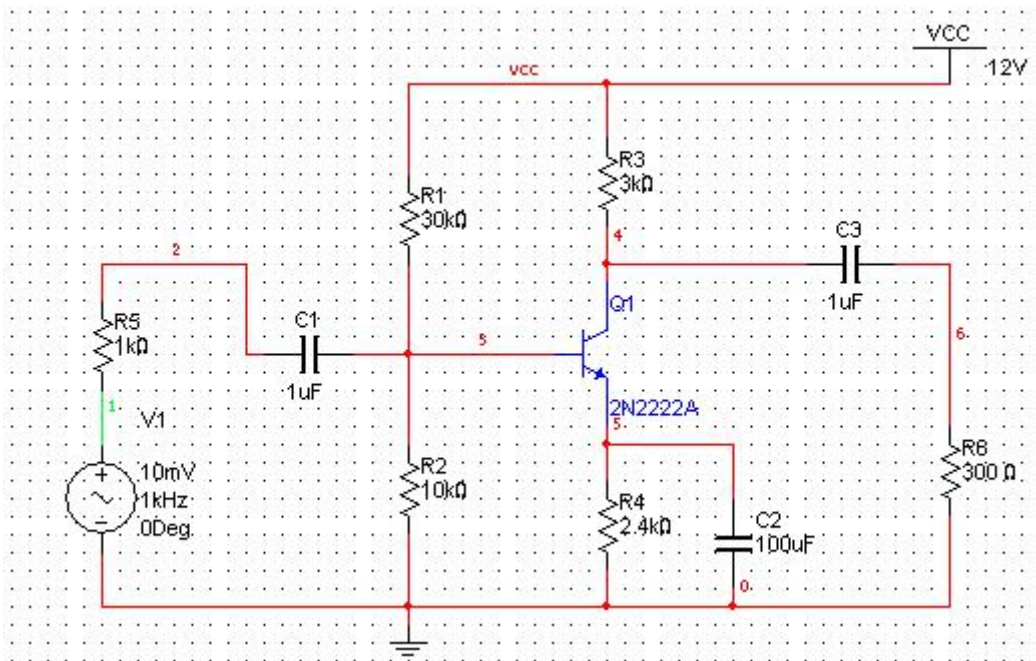 VCC
12V
vcc
R3
3kΩ
R1
30kΩ
4
C3
1uF
2
Q1
R5
1kΩ
C1
1uF
3
6
1
V1
2N2222A
5
R2
10kΩ
R6
300 Ω
10mV
1kHz
0Deg.
R4
2.4kΩ
C2
100uF
0